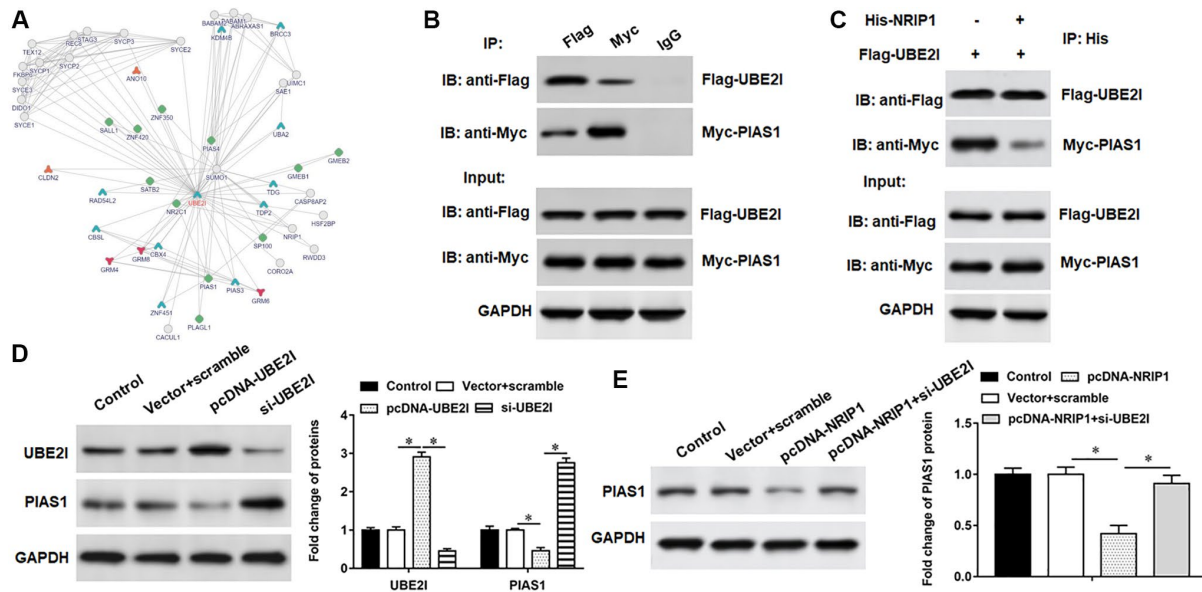 A
BABAM2
BABAM1
ABRAXAS1
KDM4B
BRCC3
STAG3
REC8
SYCP3
TEX12
SYCE2
FKBP6
SYCP1
SYCP2
SYCE3
DIDO1
SYCE1
ANO10
UIMC1
SAE1
ZNF350
SALL1
ZNF420
UBA2
PIAS4
GMEB2
CLDN2
SUMO1
GMEB1
SATB2
TDG
RAD54L2
UBE2I
CASP8AP2
NR2C1
TDP2
HSF2BP
CBSL
NRIP1
SP100
RWDD3
GRM8
CBX4
GRM4
CORO2A
PIAS1
PIAS3
GRM6
ZNF451
PLAGL1
CACUL1
B
IP: Flag Myc IgG
IB: anti-Flag Flag-UBE2I
IB: anti-Myc Myc-PIAS1
Input:
IB: anti-Flag Flag-UBE2I
IB: anti-Myc Myc-PIAS1
GAPDH
C
His-NRIP1 - +
Flag-UBE2I + + IP: His
IB: anti-Flag Flag-UBE2I
IB: anti-Myc Myc-PIAS1
Input:
IB: anti-Flag Flag-UBE2I
IB: anti-Myc Myc-PIAS1
GAPDH
D
Control Vector+scramble pcDNA-UBE2I si-UBE2I
UBE2I
PIAS1
GAPDH
Control Vector+scramble
pcDNA-UBE2I si-UBE2I
Fold change of proteins
4
3
2
1
0
* * * *
UBE2I PIAS1
E
Control Vector+scramble pcDNA-NRIP1 pcDNA-NRIP1+si-UBE2I
PIAS1
GAPDH
Control pcDNA-NRIP1
Vector+scramble
pcDNA-NRIP1+si-UBE2I
Fold change of PIAS1 protein
1.5
1.0
0.5
0.0
* *